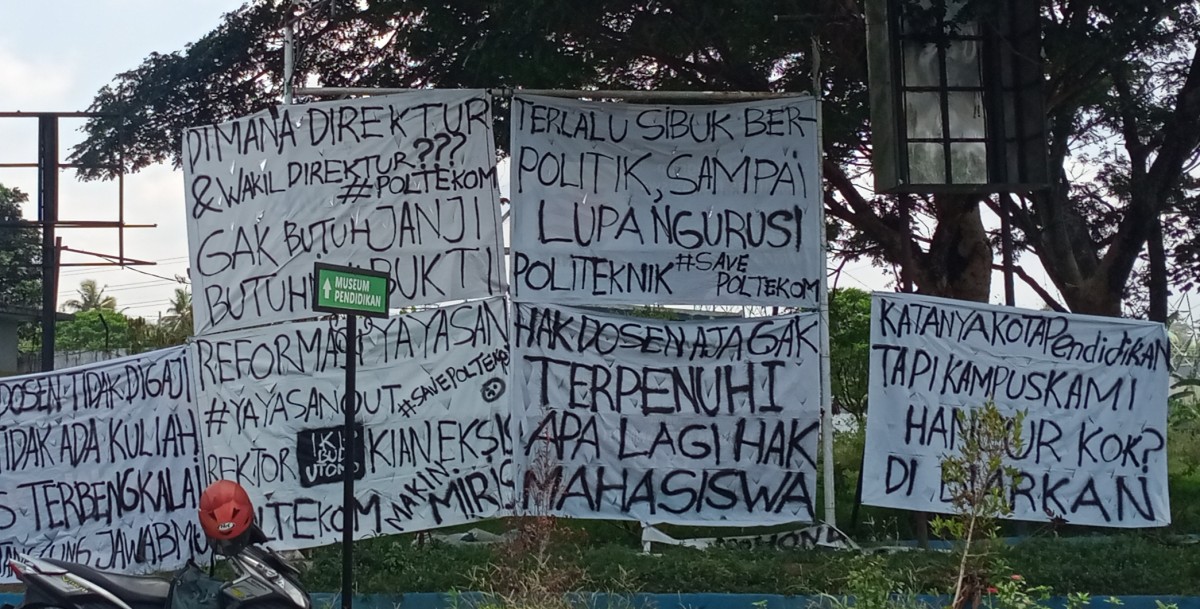 DIMANA DIREKTUR
& WAKIL DIREKTUR ???
#POLTEKOM
GAK BUTUH JANJI
BUTUH BUKTI
TERLALU SIBUK BER-
POLITIK, SAMPAI
LUPA NGURUSI
POLITEKNIK #SAVE
POLTEKOM
MUSEUM
PENDIDIKAN
DOSEN TIDAK DIGAJI
TIDAK ADA KULIAH!
TERBENGKALAI
JAWABMU
REFORMASI YAYASAN
#YAYASANOUT #SAVEPOLTEKOM
REKTOR KIAN EKSIS
MAKIN MIRIS
HAK DOSEN AJA GAK
TERPENUHI
APA LAGI HAK
MAHASISWA
KATANYA KOTA PENDIDIKAN
TAPI KAMPUS KAMI
HANCUR KOK?
DI BIARKAN